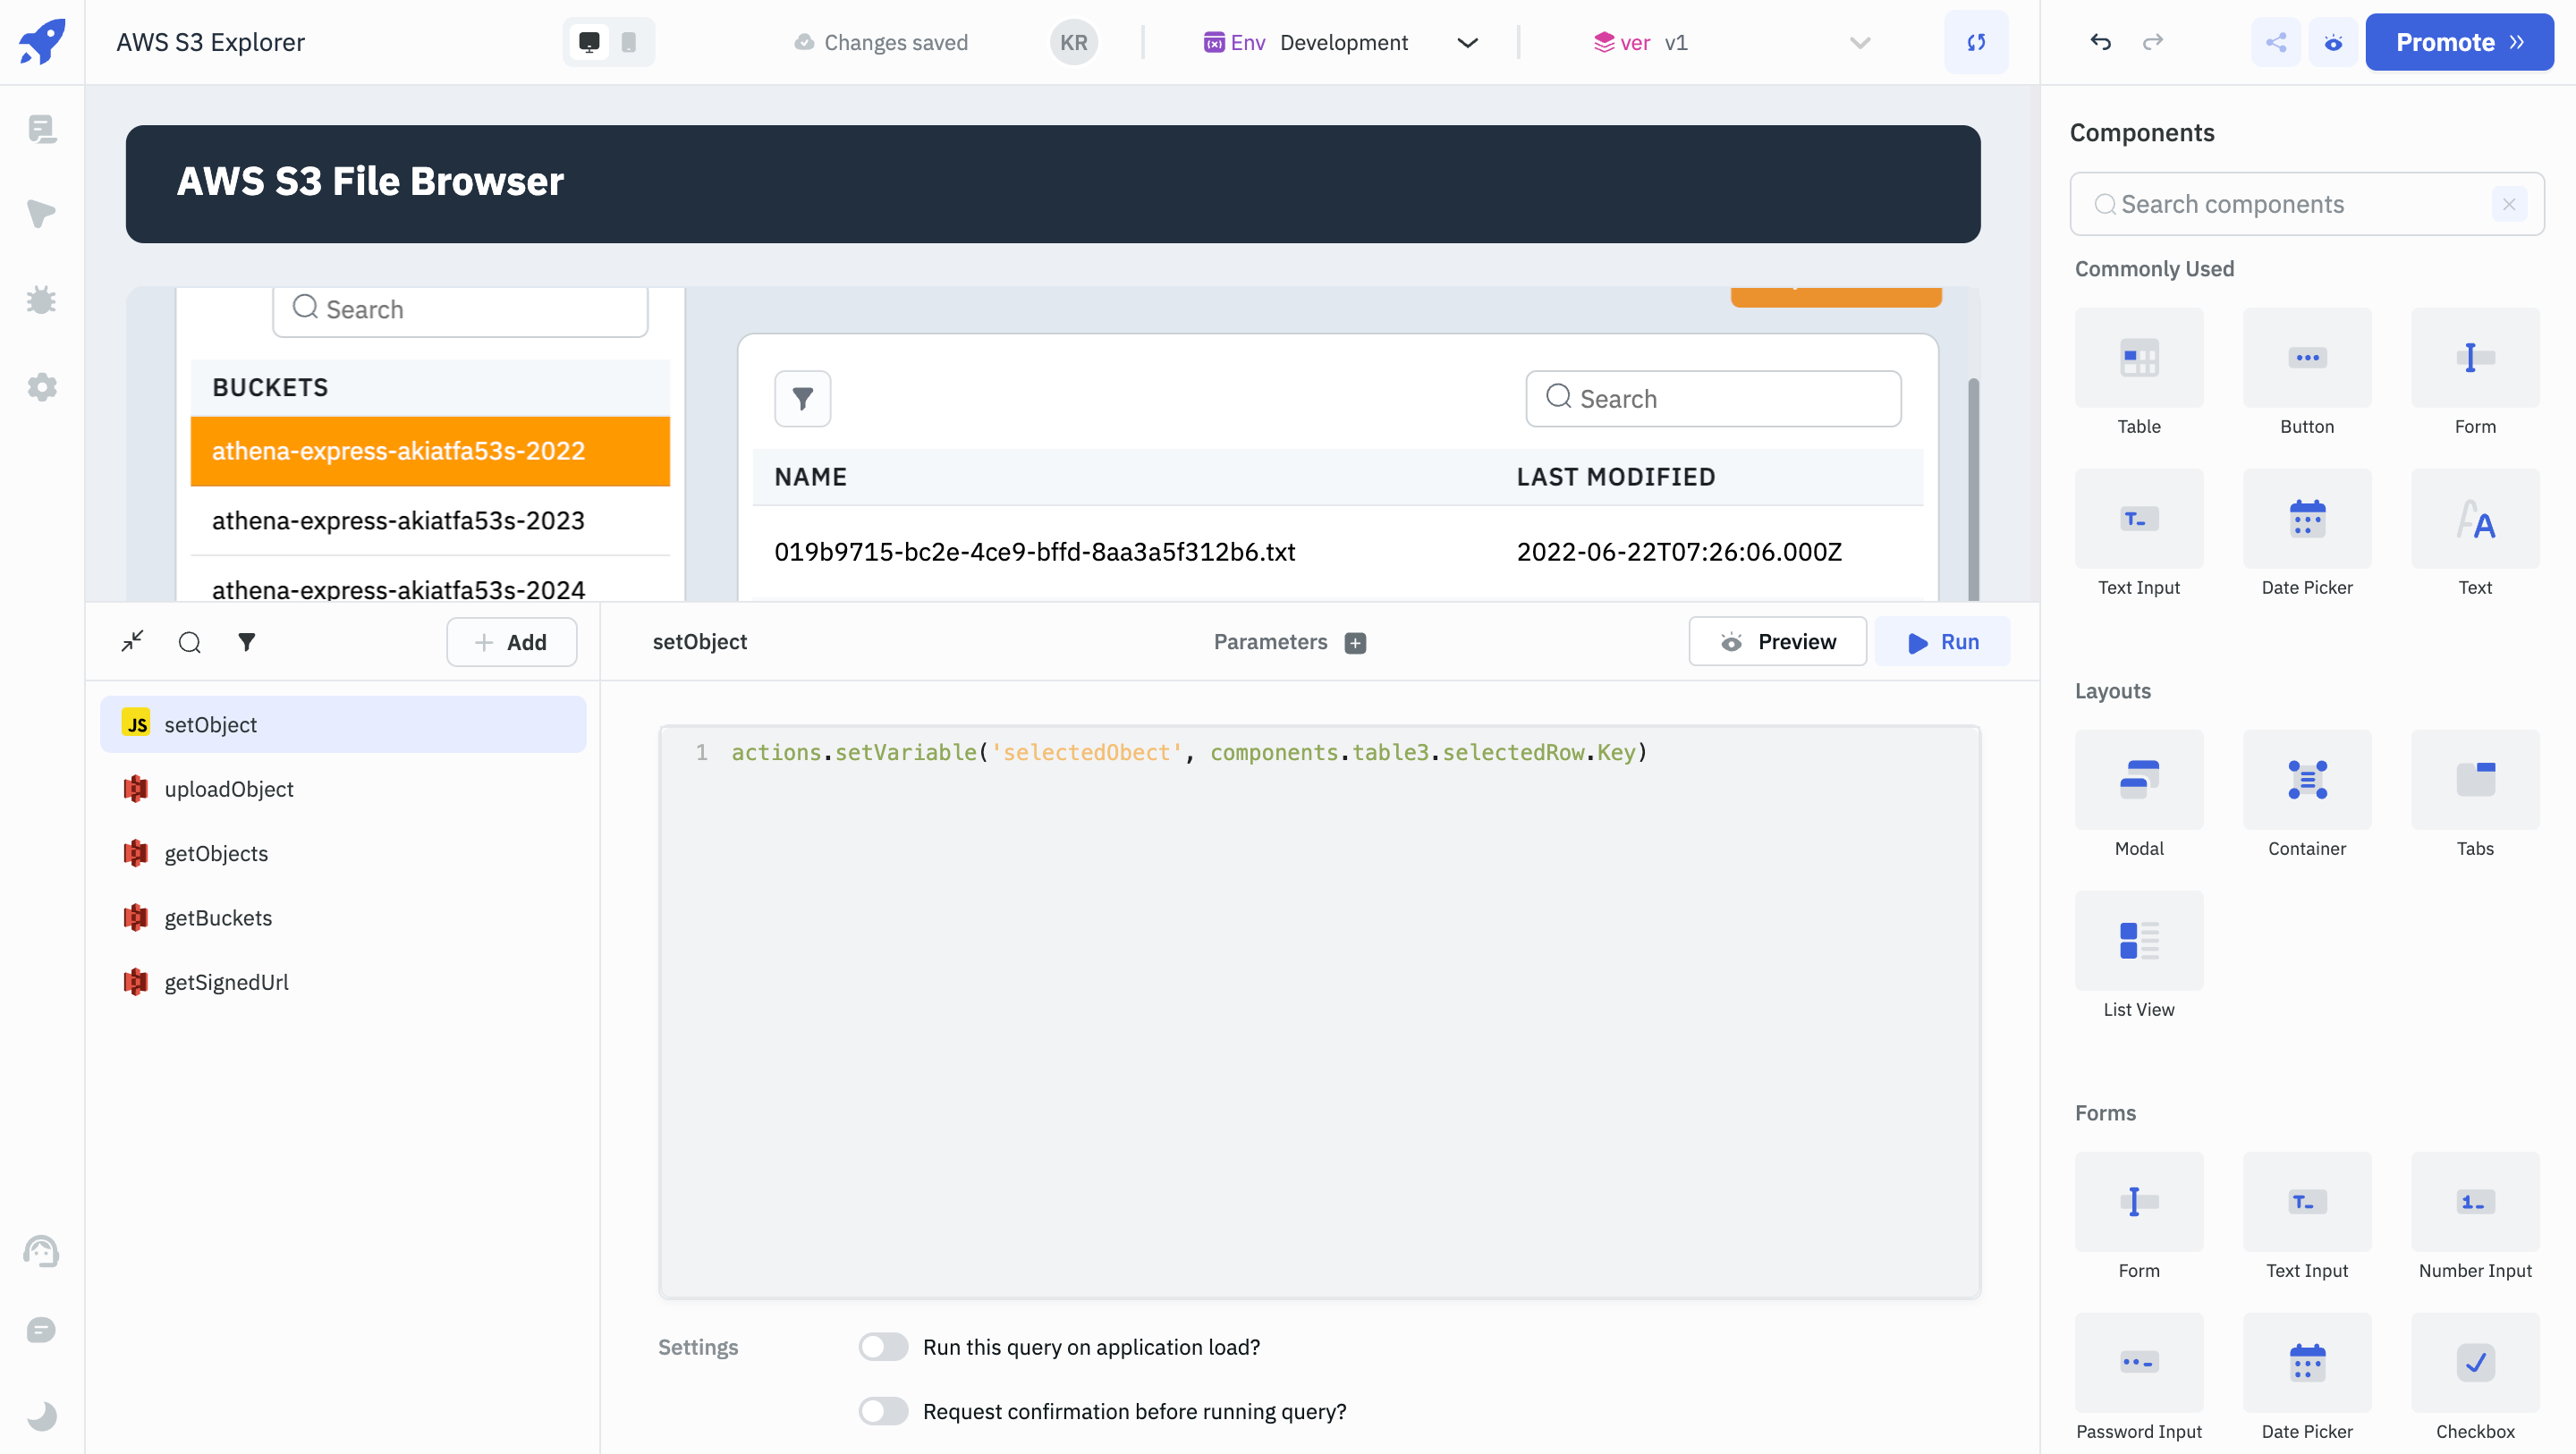 AWS S3 Explorer
Changes saved
KR
Env Development
ver v1
Promote
AWS S3 File Browser
Search
BUCKETS
athena-express-akiatfa53s-2022
athena-express-akiatfa53s-2023
athena-express-akiatfa53s-2024
Search
NAME LAST MODIFIED
019b9715-bc2e-4ce9-bffd-8aa3a5f312b6.txt 2022-06-22T07:26:06.000Z
Add
JS setObject
uploadObject
getObjects
getBuckets
getSignedUrl
setObject
Parameters
Preview
Run
1 actions.setVariable('selectedObect', components.table3.selectedRow.Key)
Settings
Run this query on application load?
Request confirmation before running query?
Components
Search components
Commonly Used
Table Button Form
Text Input Date Picker Text
Layouts
Modal Container Tabs
List View
Forms
Form Text Input Number Input
Password Input Date Picker Checkbox